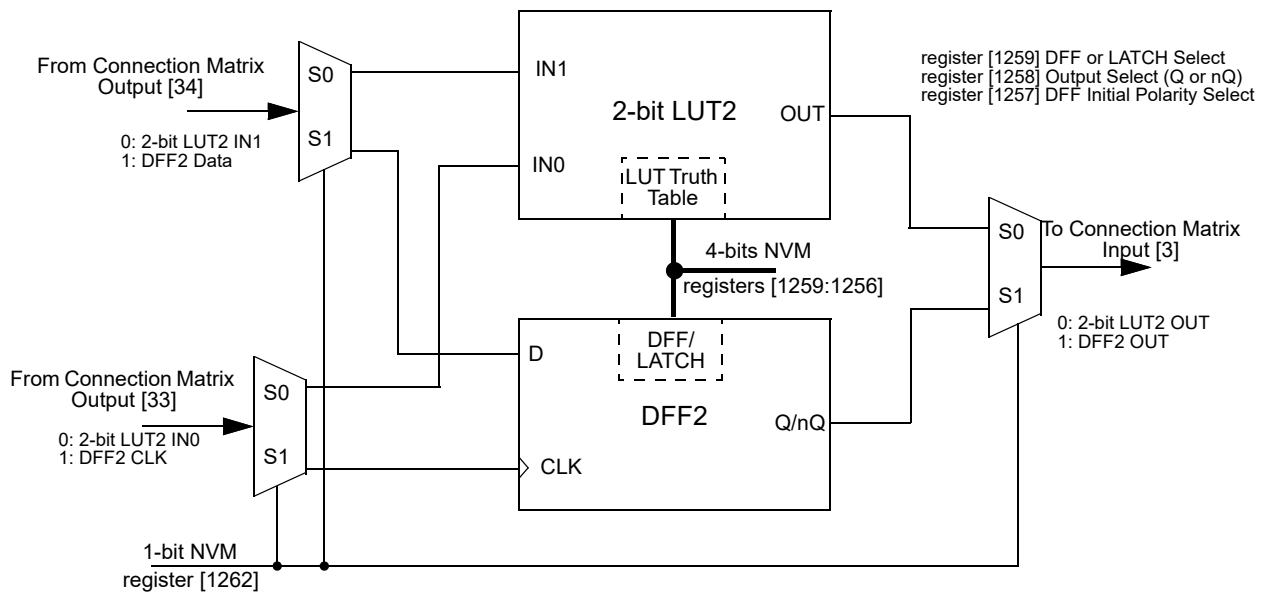 From Connection Matrix
Output [34]
0: 2-bit LUT2 IN1
1: DFF2 Data
S0
S1
IN1
IN0
2-bit LUT2
OUT
LUT Truth
Table
register [1259] DFF or LATCH Select
register [1258] Output Select (Q or nQ)
register [1257] DFF Initial Polarity Select
4-bits NVM
registers [1259:1256]
S0
S1
To Connection Matrix
Input [3]
0: 2-bit LUT2 OUT
1: DFF2 OUT
From Connection Matrix
Output [33]
0: 2-bit LUT2 IN0
1: DFF2 CLK
S0
S1
D
DFF/
LATCH
DFF2
Q/nQ
CLK
1-bit NVM
register [1262]